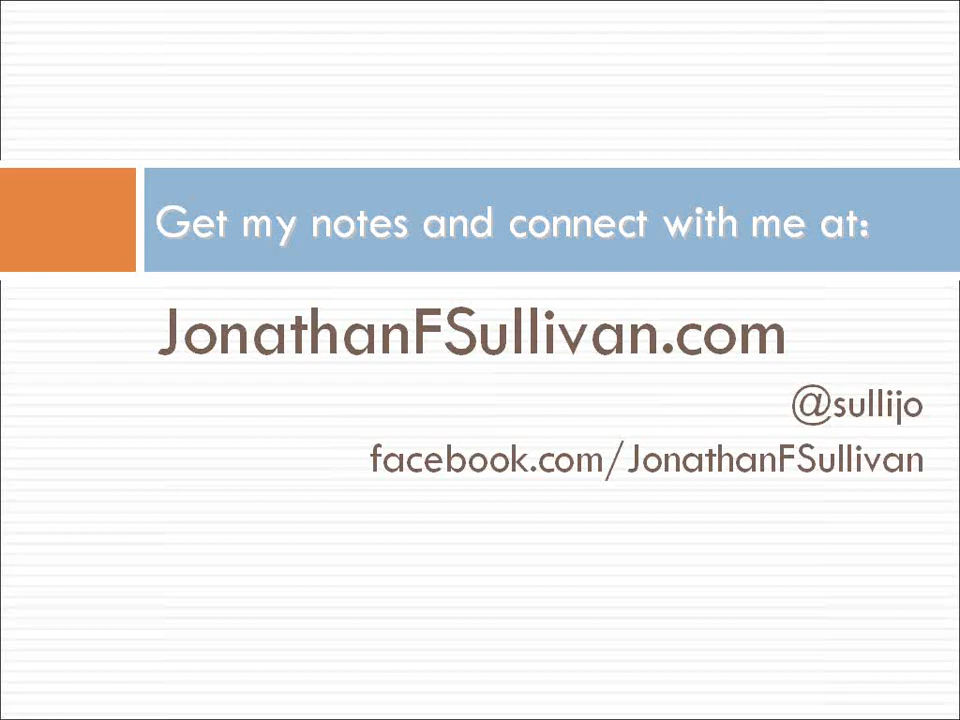 Get my notes and connect with me at:
JonathanFSullivan.com
@sullijo
facebook.com/JonathanFSullivan